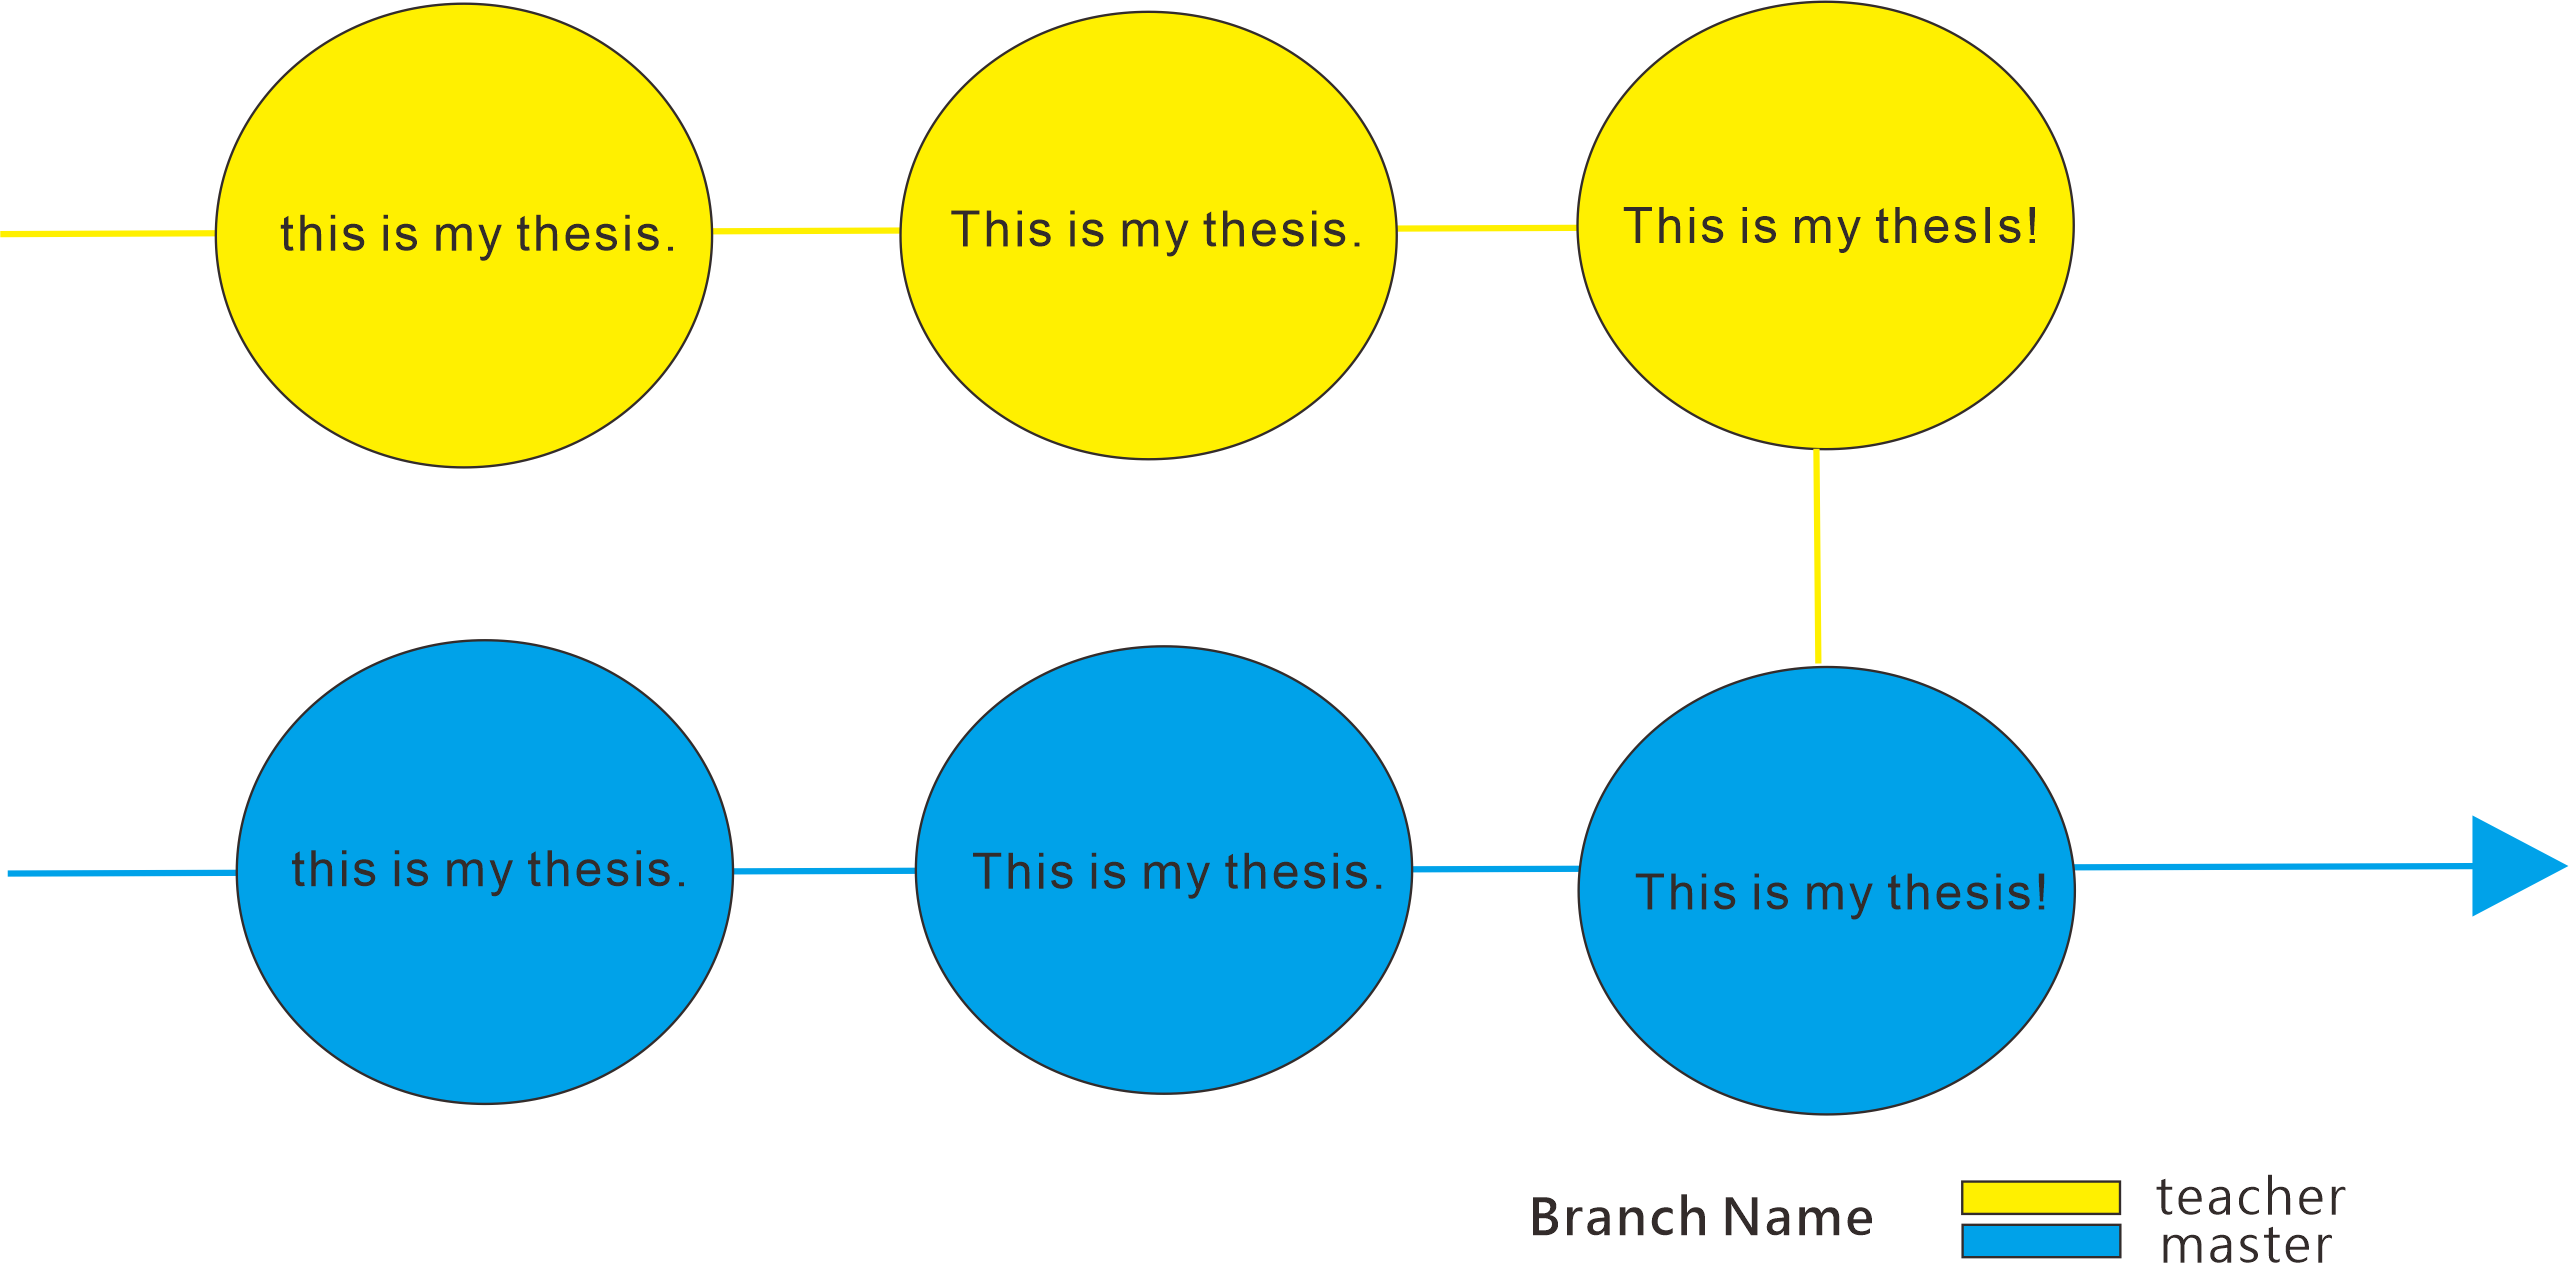 this is my thesis.
This is my thesis.
This is my thesIs!
this is my thesis.
This is my thesis.
This is my thesis!
Branch Name
teacher
master